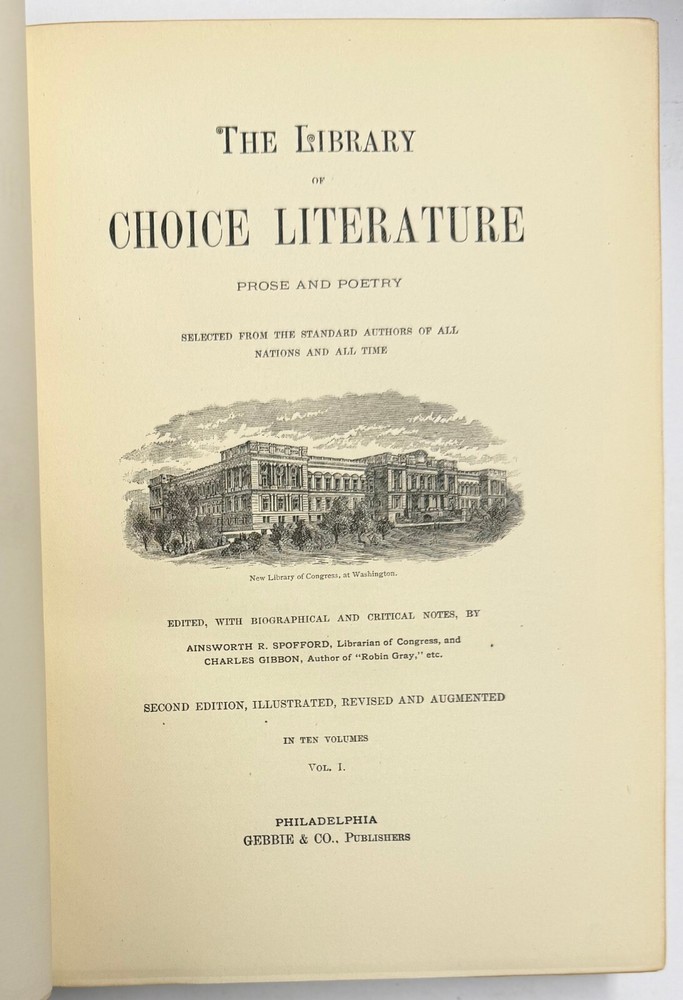 The Library
OF
CHOICE LITERATURE
PROSE AND POETRY
SELECTED FROM THE STANDARD AUTHORS OF ALL
NATIONS AND ALL TIME
New Library of Congress, at Washington.
EDITED, WITH BIOGRAPHICAL AND CRITICAL NOTES, BY
AINSWORTH R. SPOFFORD, Librarian of Congress, and
CHARLES GIBBON, Author of "Robin Gray," etc.
SECOND EDITION, ILLUSTRATED, REVISED AND AUGMENTED
IN TEN VOLUMES
Vol. I.
PHILADELPHIA
GEBBIE & CO., Publishers